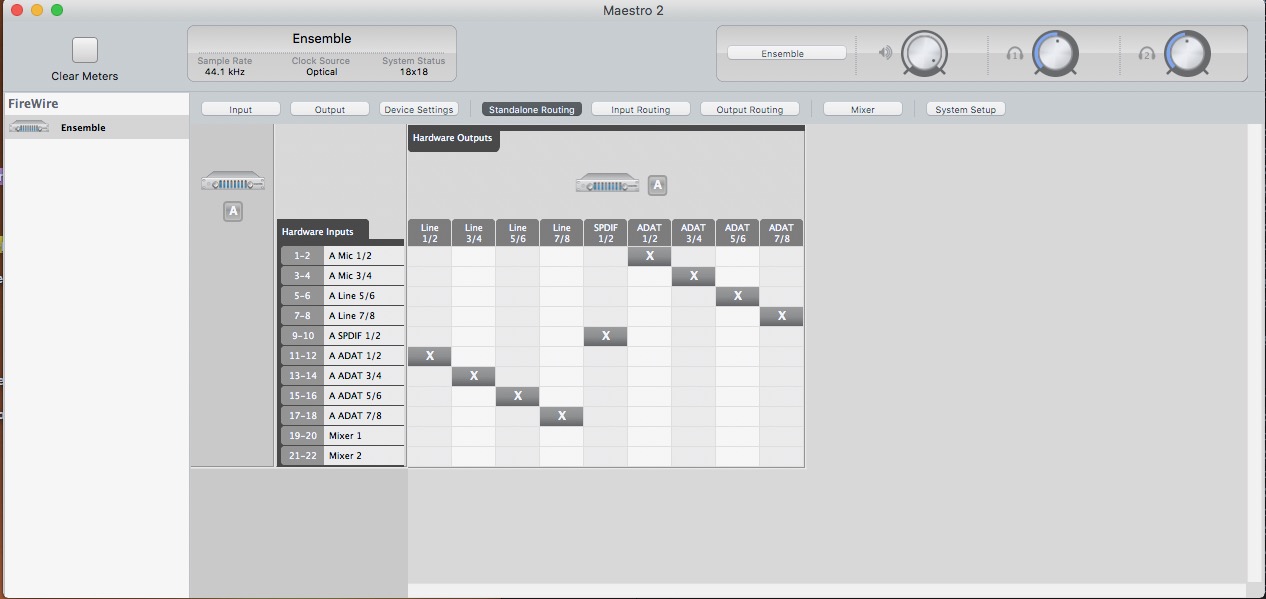 Maestro 2
Clear Meters
Ensemble
Sample Rate Clock Source System Status
44.1 kHz Optical 18x18
Ensemble
1
2
FireWire
Ensemble
Input Output Device Settings Standalone Routing Input Routing Output Routing Mixer System Setup
Hardware Outputs
A
A
Hardware Inputs
Line 1/2
Line 3/4
Line 5/6
Line 7/8
SPDIF 1/2
ADAT 1/2
ADAT 3/4
ADAT 5/6
ADAT 7/8
1-2 A Mic 1/2 X
3-4 A Mic 3/4 X
5-6 A Line 5/6 X
7-8 A Line 7/8 X
9-10 A SPDIF 1/2 X
11-12 A ADAT 1/2 X
13-14 A ADAT 3/4 X
15-16 A ADAT 5/6 X
17-18 A ADAT 7/8 X
19-20 Mixer 1
21-22 Mixer 2